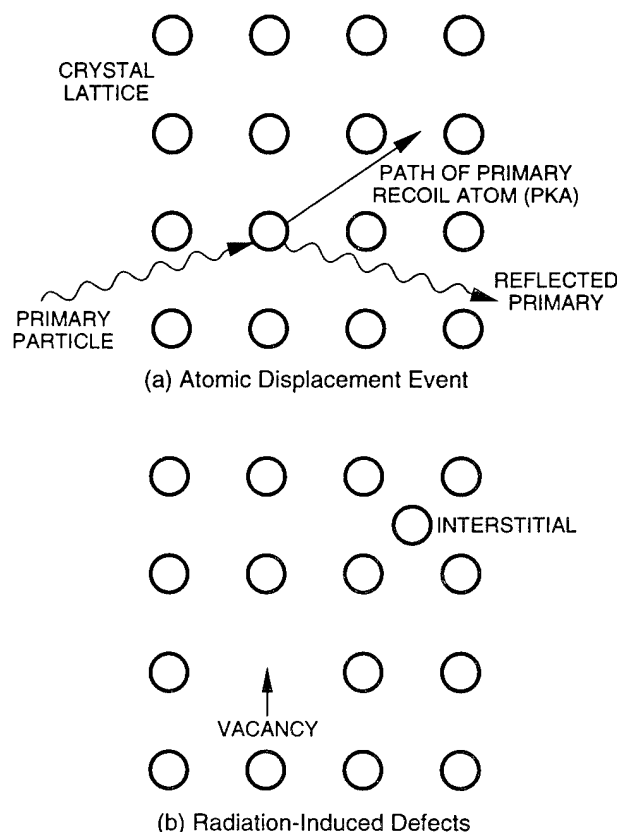 CRYSTAL
LATTICE
PATH OF PRIMARY
RECOIL ATOM (PKA)
PRIMARY
PARTICLE
REFLECTED
PRIMARY
(a) Atomic Displacement Event
INTERSTITIAL
VACANCY
(b) Radiation-Induced Defects